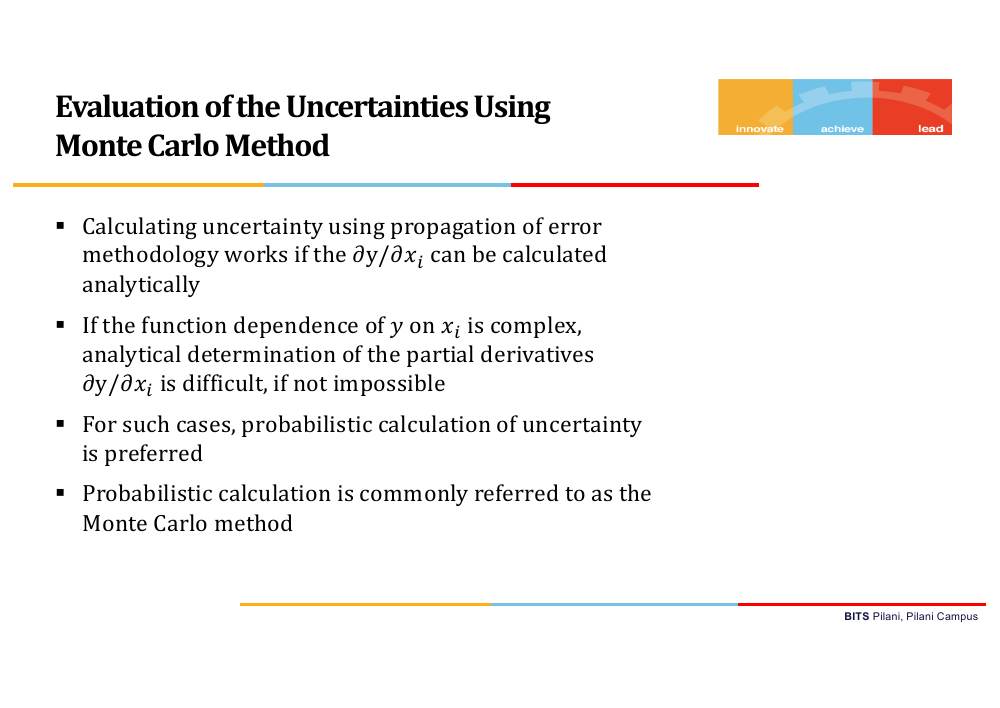 Evaluation of the Uncertainties Using
Monte Carlo Method
innovate achieve lead
▪ Calculating uncertainty using propagation of error
methodology works if the ∂y/∂𝑥ᵢ can be calculated
analytically
▪ If the function dependence of 𝑦 on 𝑥ᵢ is complex,
analytical determination of the partial derivatives
∂y/∂𝑥ᵢ is difficult, if not impossible
▪ For such cases, probabilistic calculation of uncertainty
is preferred
▪ Probabilistic calculation is commonly referred to as the
Monte Carlo method
BITS Pilani, Pilani Campus